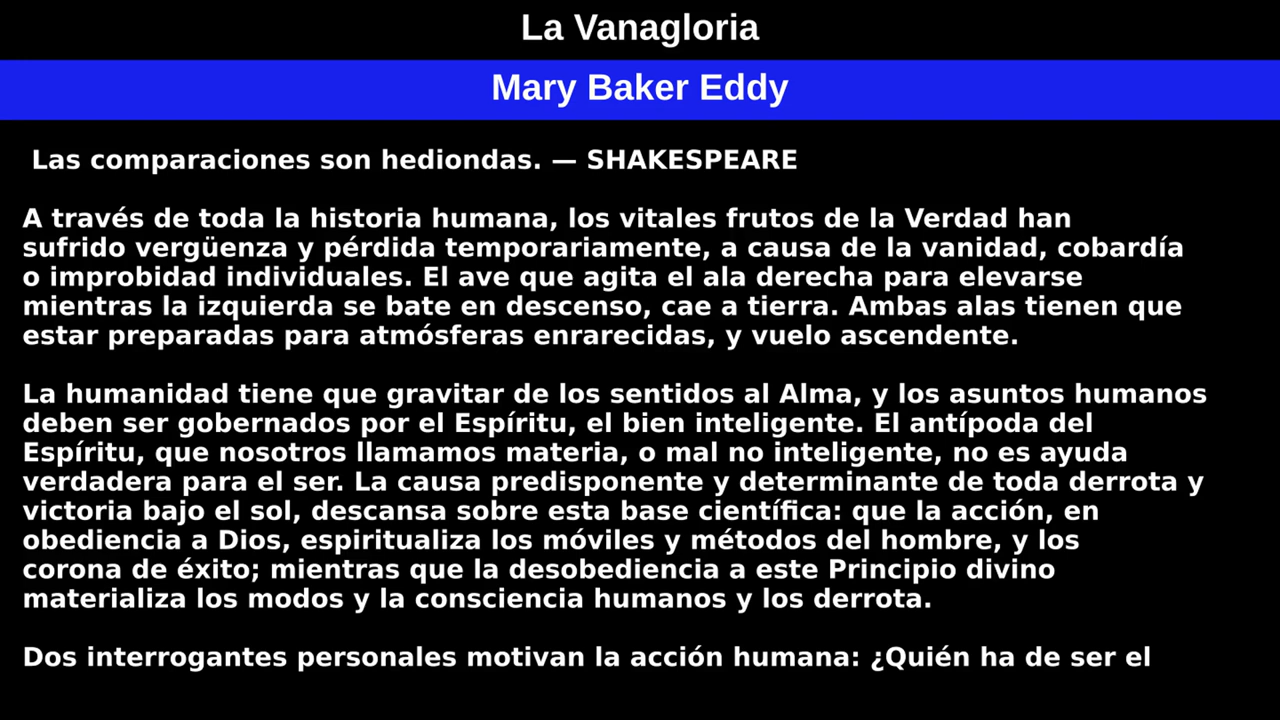 La Vanagloria
Mary Baker Eddy
Las comparaciones son hediondas. — SHAKESPEARE
A través de toda la historia humana, los vitales frutos de la Verdad han
sufrido vergüenza y pérdida temporariamente, a causa de la vanidad, cobardía
o improbidad individuales. El ave que agita el ala derecha para elevarse
mientras la izquierda se bate en descenso, cae a tierra. Ambas alas tienen que
estar preparadas para atmósferas enrarecidas, y vuelo ascendente.
La humanidad tiene que gravitar de los sentidos al Alma, y los asuntos humanos
deben ser gobernados por el Espíritu, el bien inteligente. El antípoda del
Espíritu, que nosotros llamamos materia, o mal no inteligente, no es ayuda
verdadera para el ser. La causa predisponente y determinante de toda derrota y
victoria bajo el sol, descansa sobre esta base científica: que la acción, en
obediencia a Dios, espiritualiza los móviles y métodos del hombre, y los
corona de éxito; mientras que la desobediencia a este Principio divino
materializa los modos y la consciencia humanos y los derrota.
Dos interrogantes personales motivan la acción humana: ¿Quién ha de ser el